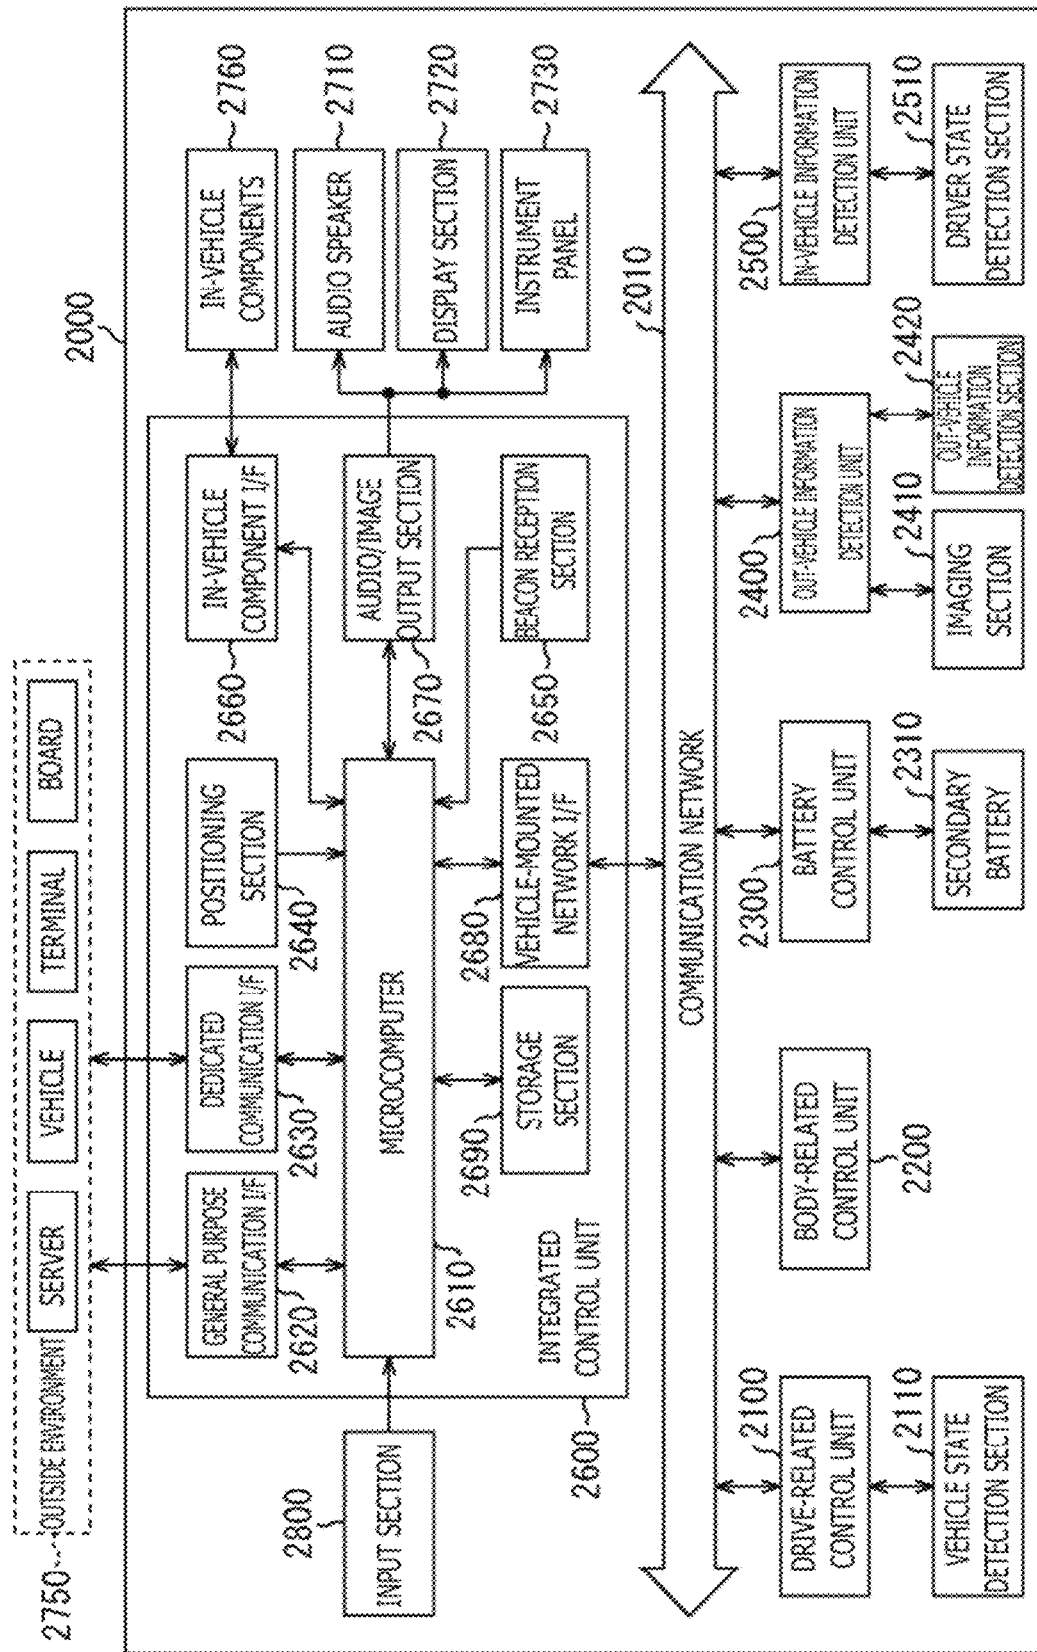 2750
OUTSIDE ENVIRONMENT
SERVER
VEHICLE
TERMINAL
BOARD
2000
2800
INPUT SECTION
2600
INTEGRATED
CONTROL UNIT
GENERAL PURPOSE
COMMUNICATION I/F
2620
DEDICATED
COMMUNICATION I/F
2630
POSITIONING
SECTION
2640
IN-VEHICLE
COMPONENT I/F
2660
IN-VEHICLE
COMPONENTS
2760
MICROCOMPUTER
2610
AUDIO/IMAGE
OUTPUT SECTION
2670
AUDIO SPEAKER
2710
DISPLAY SECTION
2720
INSTRUMENT
PANEL
2730
STORAGE
SECTION
2690
VEHICLE-MOUNTED
NETWORK I/F
2680
BEACON RECEPTION
SECTION
2650
COMMUNICATION NETWORK
2010
DRIVE-RELATED
CONTROL UNIT
2100
VEHICLE STATE
DETECTION SECTION
2110
BODY-RELATED
CONTROL UNIT
2200
BATTERY
CONTROL UNIT
2300
SECONDARY
BATTERY
2310
OUT-VEHICLE INFORMATION
DETECTION UNIT
2400
IMAGING
SECTION
2410
OUT-VEHICLE
INFORMATION
DETECTION SECTION
2420
IN-VEHICLE INFORMATION
DETECTION UNIT
2500
DRIVER STATE
DETECTION SECTION
2510